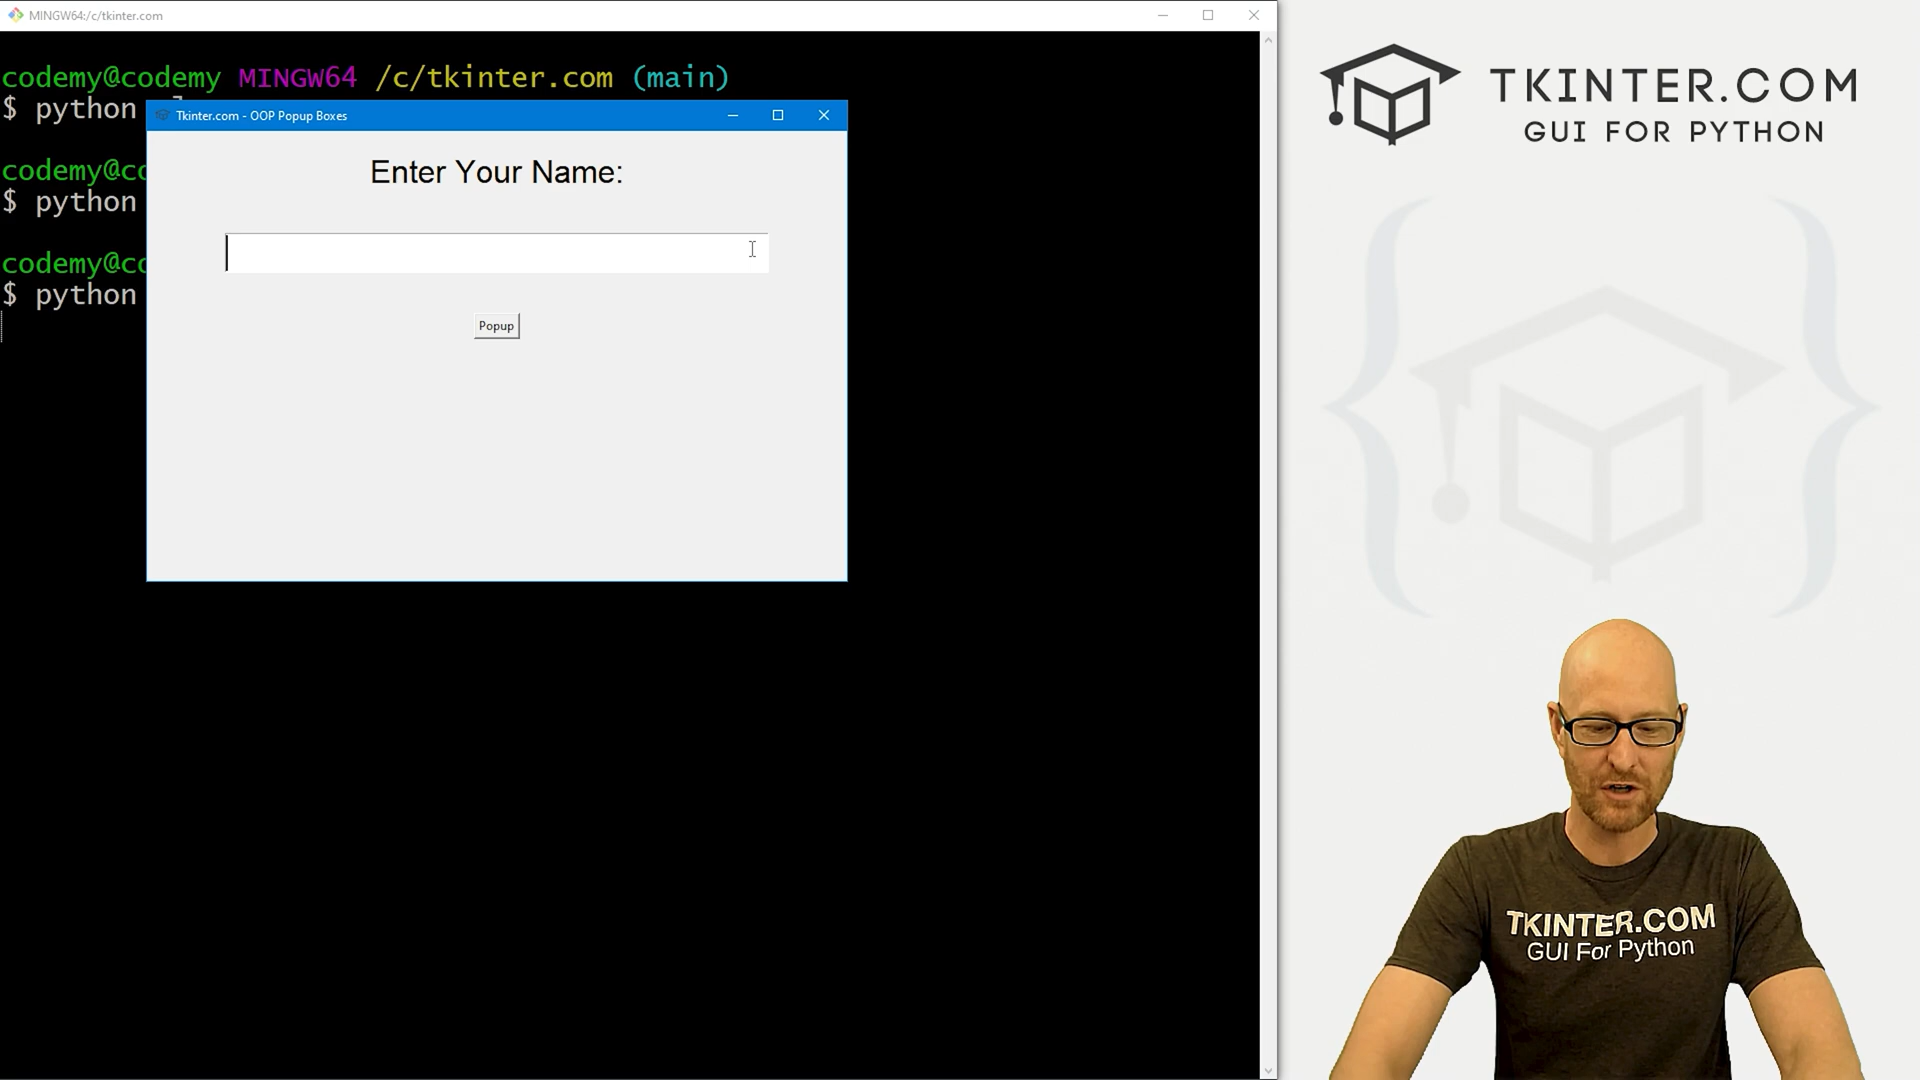 MINGW64:/c/tkinter.com
codemy@codemy MINGW64 /c/tkinter.com (main)
$ python
Tkinter.com - OOP Popup Boxes
Enter Your Name:
codemy@co
$ python
Popup
codemy@co
$ python
TKINTER.COM
GUI FOR PYTHON
TKINTER.COM
GUI For Python